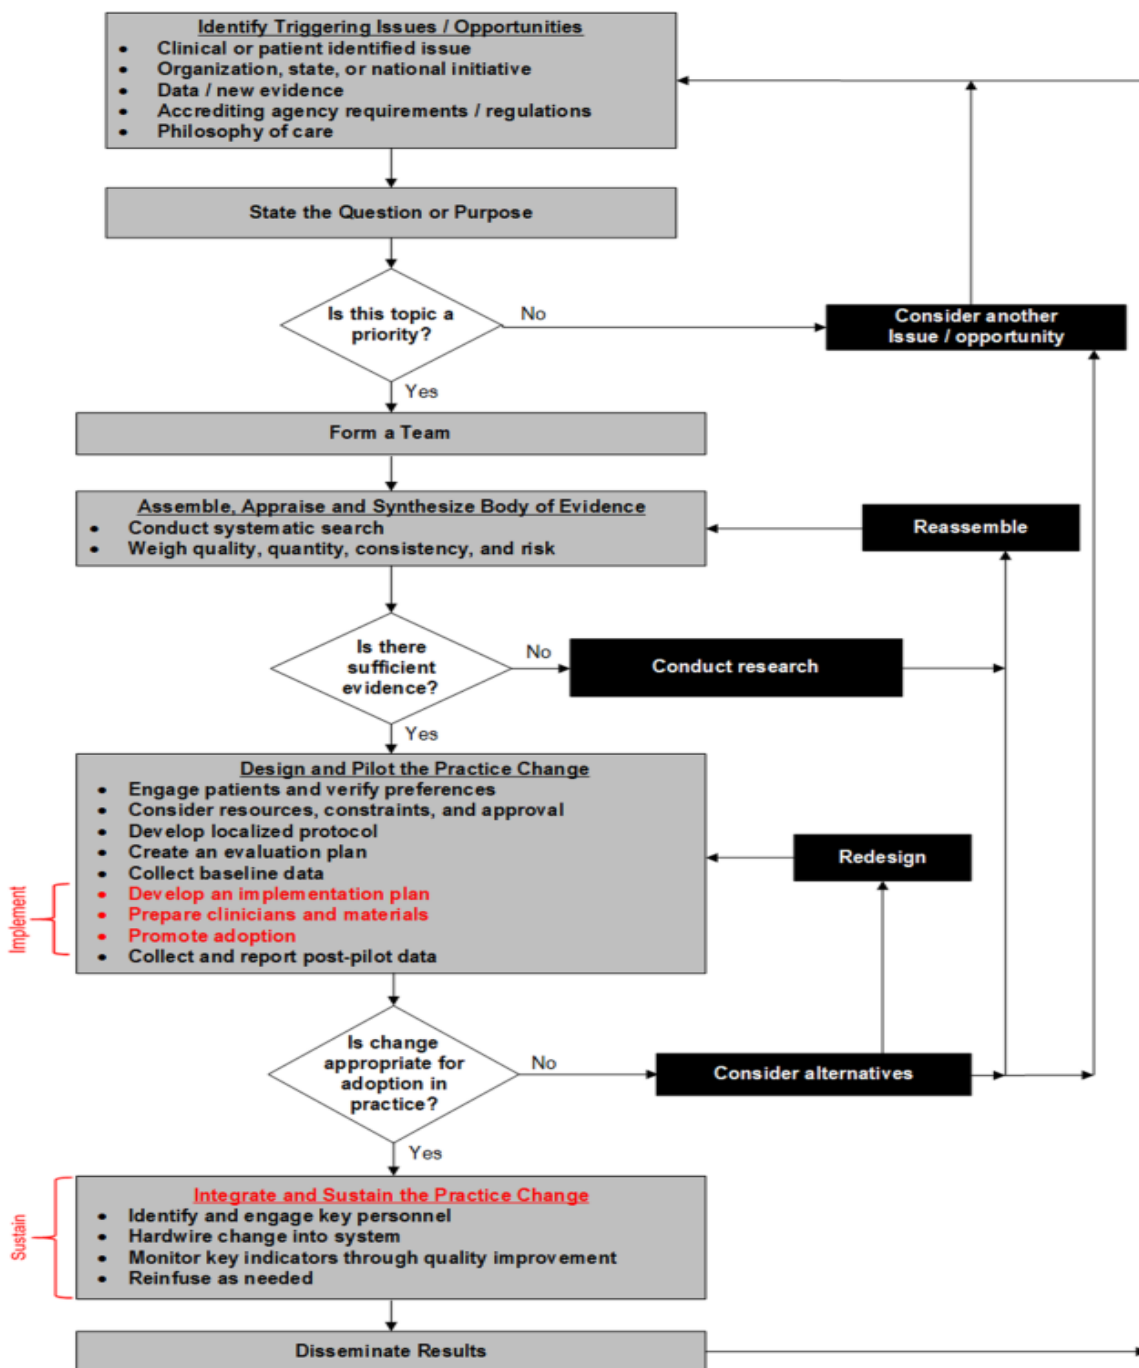 Identify Triggering Issues / Opportunities
• Clinical or patient identified issue
• Organization, state, or national initiative
• Data / new evidence
• Accrediting agency requirements / regulations
• Philosophy of care
State the Question or Purpose
Is this topic a
priority?
No
Consider another
Issue / opportunity
Yes
Form a Team
Assemble, Appraise and Synthesize Body of Evidence
• Conduct systematic search
• Weigh quality, quantity, consistency, and risk
Reassemble
Is there
sufficient
evidence?
No
Conduct research
Yes
Design and Pilot the Practice Change
• Engage patients and verify preferences
• Consider resources, constraints, and approval
• Develop localized protocol
• Create an evaluation plan
• Collect baseline data
• Develop an implementation plan
• Prepare clinicians and materials
• Promote adoption
• Collect and report post-pilot data
Implement
Redesign
Is change
appropriate for
adoption in
practice?
No
Consider alternatives
Yes
Integrate and Sustain the Practice Change
• Identify and engage key personnel
• Hardwire change into system
• Monitor key indicators through quality improvement
• Reinfuse as needed
Sustain
Disseminate Results